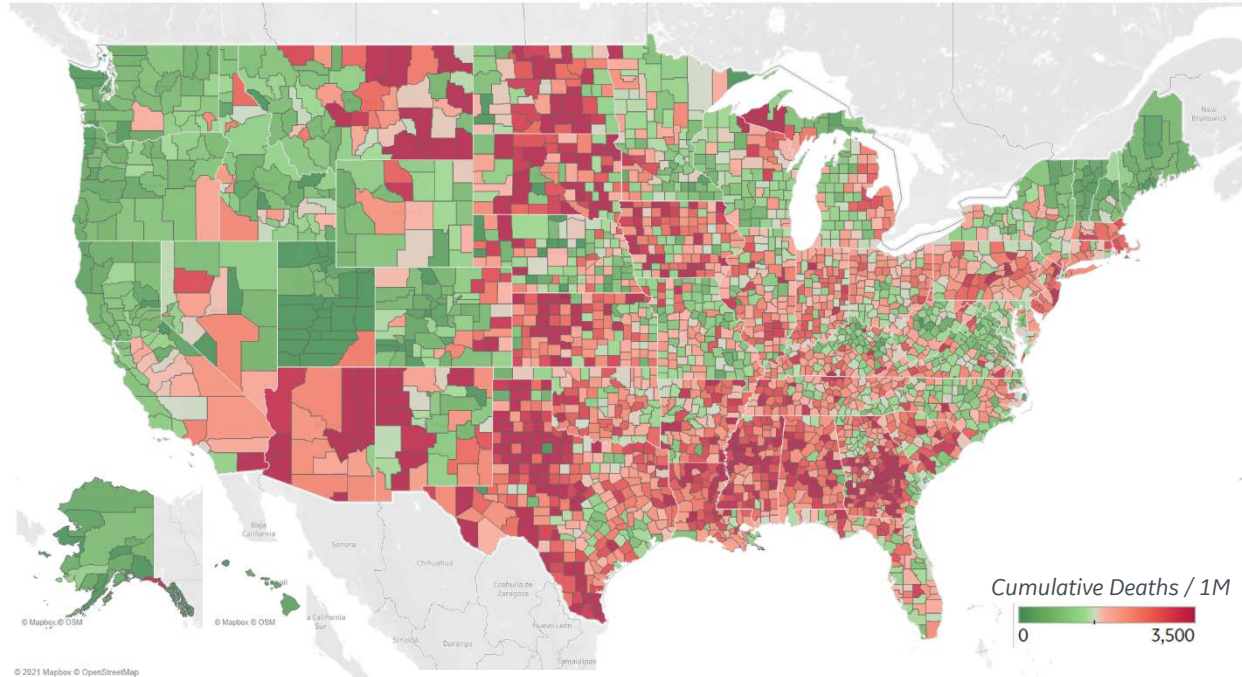 New
Brunswick
Baja
California
Sonora
Chihuahua
Coahuila de
Zaragoza
Nuevo León
Tamaulipas
Sinaloa
Durango
a California
Sur
© Mapbox © OSM
© Mapbox © OSM
Cumulative Deaths / 1M
0
3,500
© 2021 Mapbox © OpenStreetMap